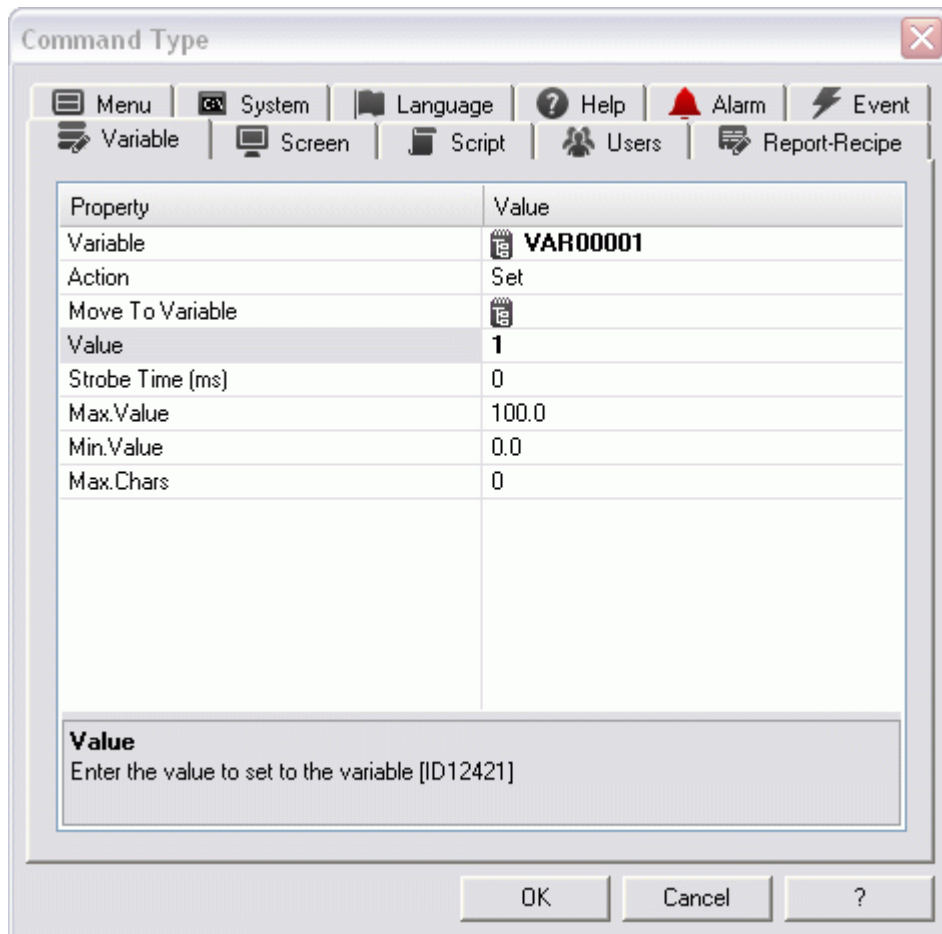 Command Type
Menu System Language Help Alarm Event
Variable Screen Script Users Report-Recipe
Property Value
Variable VAR00001
Action Set
Move To Variable
Value 1
Strobe Time (ms) 0
Max.Value 100.0
Min.Value 0.0
Max.Chars 0
Value
Enter the value to set to the variable [ID12421]
OK Cancel ?